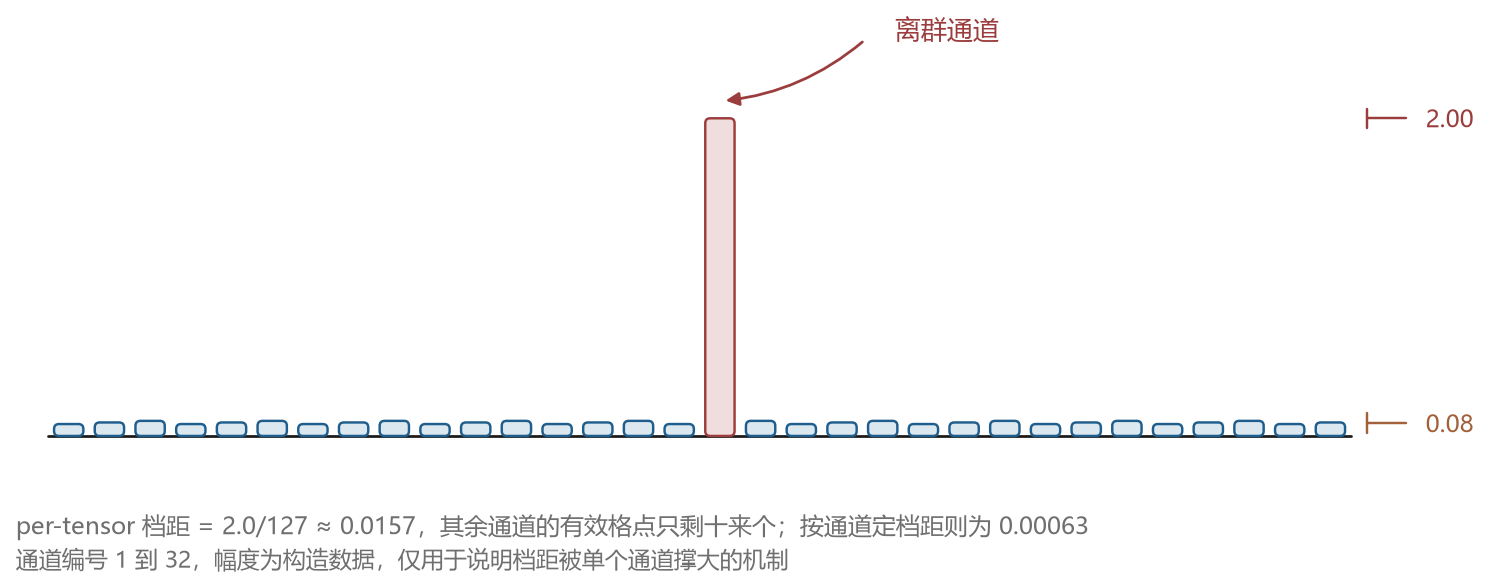 离群通道
2.00
0.08
per-tensor 档距 = 2.0/127 ≈ 0.0157，其余通道的有效格点只剩十来个；按通道定档距则为 0.00063
通道编号 1 到 32，幅度为构造数据，仅用于说明档距被单个通道撑大的机制